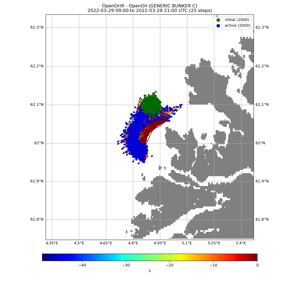 OpenDrift - OpenOil (GENERIC BUNKER C)
2022-03-29 09:00 to 2022-03-29 21:00 UTC (25 steps)
initial (2000)
active (2000)
62.3°N 62.3°N
62.2°N 62.2°N
62.1°N 62.1°N
62°N 62°N
61.9°N 61.9°N
61.8°N 61.8°N
4.35°E 4.5°E 4.65°E 4.8°E 4.95°E 5.1°E 5.25°E 5.4°E
−40 −30 −20 −10 0
z